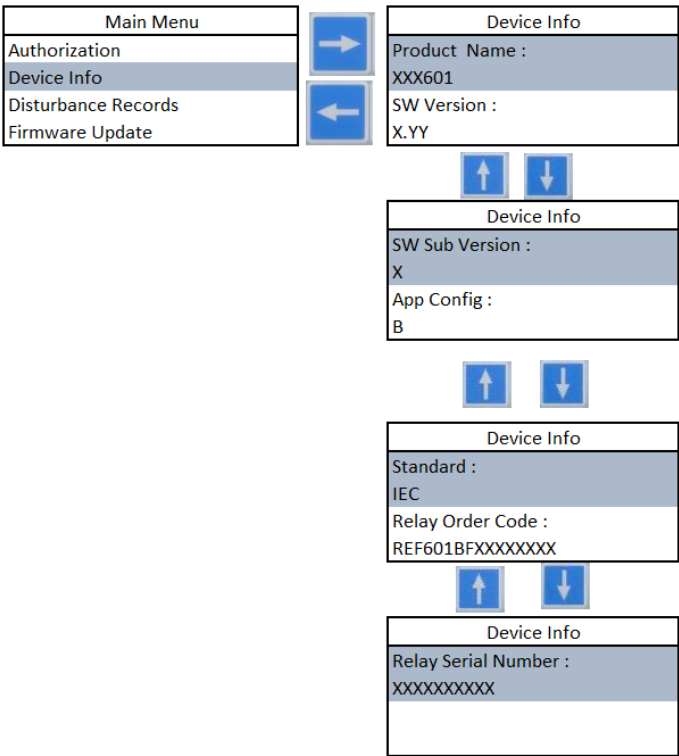 Main Menu
Authorization
Device Info
Disturbance Records
Firmware Update
Device Info
Product Name :
XXX601
SW Version :
X.YY
Device Info
SW Sub Version :
X
App Config :
B
Device Info
Standard :
IEC
Relay Order Code :
REF601BFXXXXXXXX
Device Info
Relay Serial Number :
XXXXXXXXXX